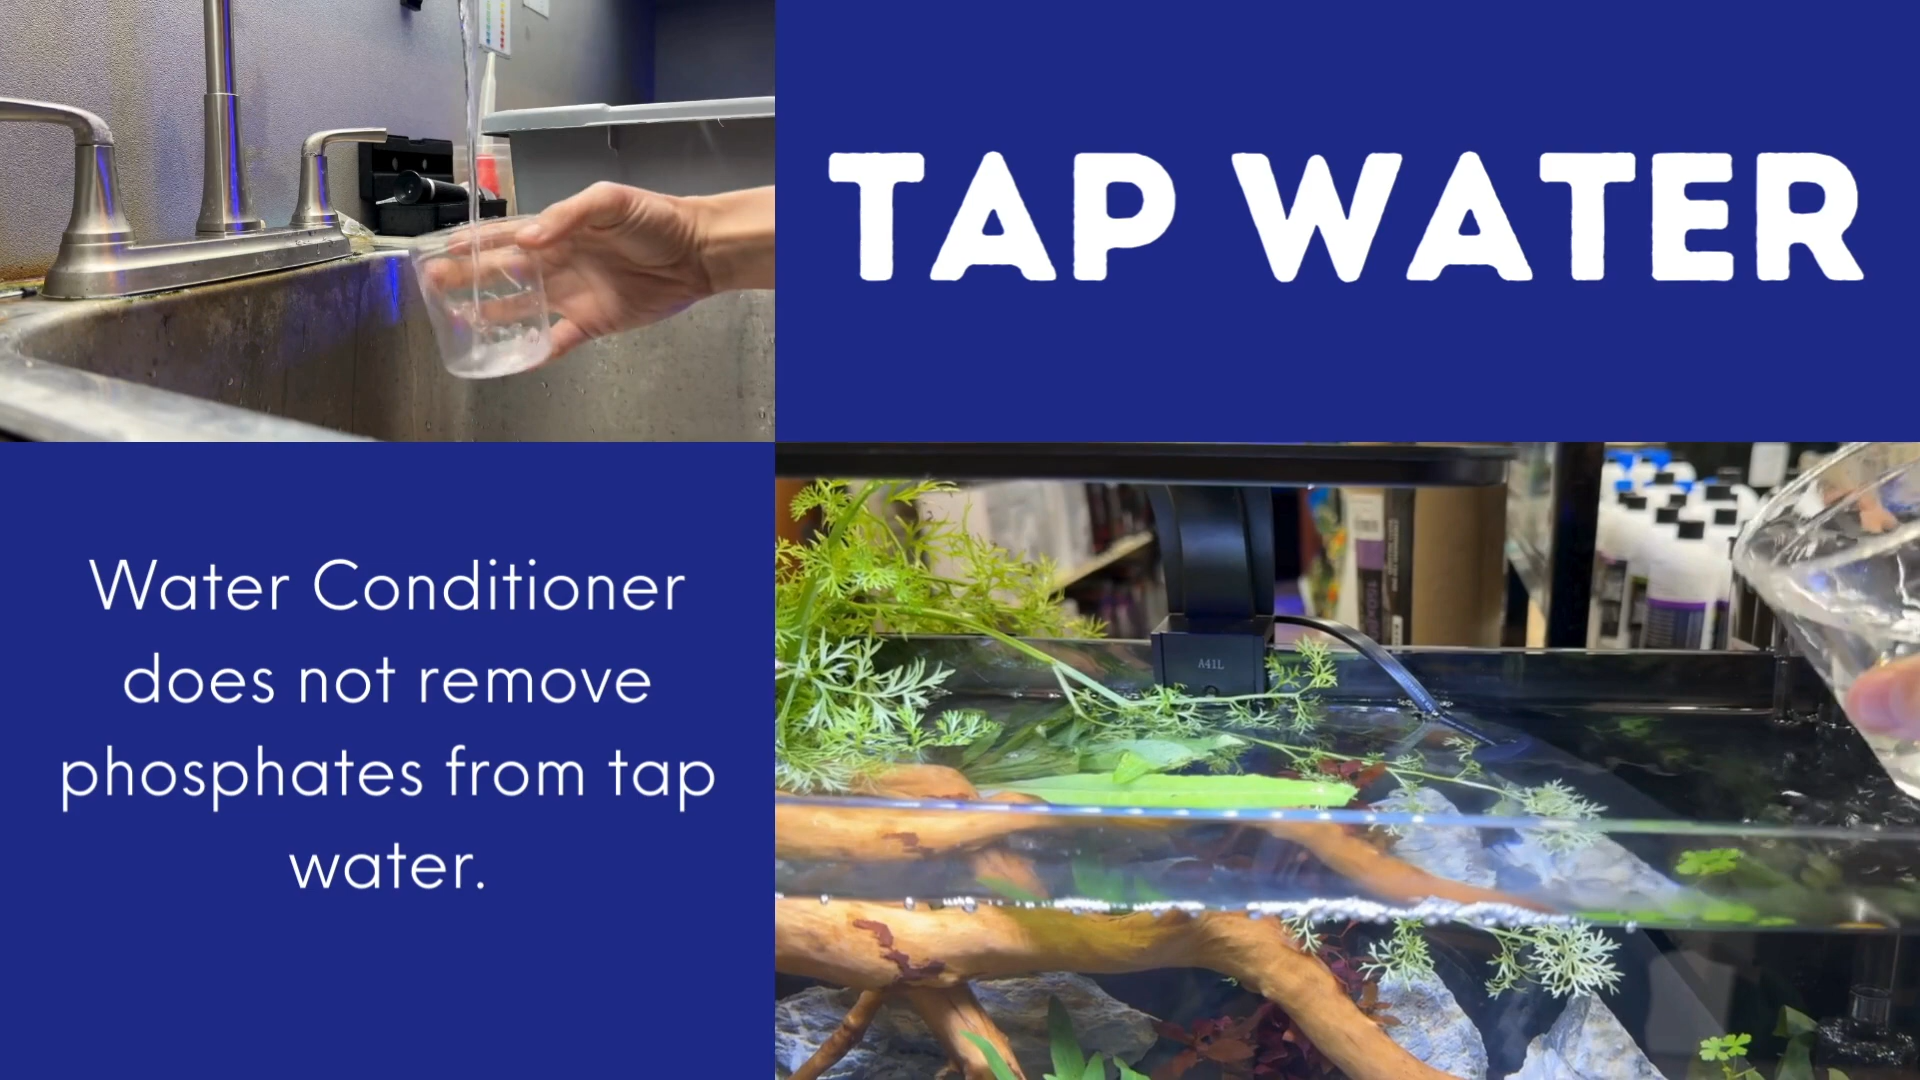 TAP WATER
Water Conditioner
does not remove
phosphates from tap
water.
A41L